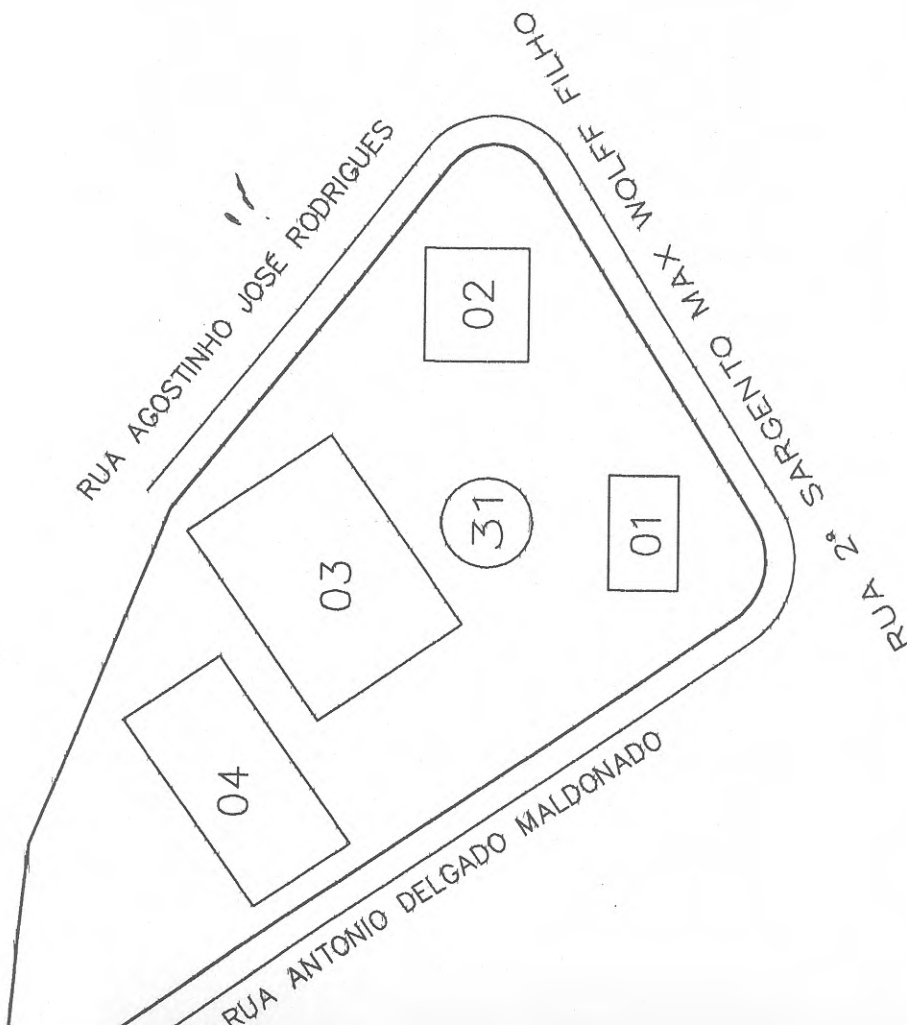 RUA AGOSTINHO JOSÉ RODRIGUES
RUA 2º SARGENTO MAX WOLFF FILHO
02
31
01
03
04
RUA ANTONIO DELGADO MALDONADO